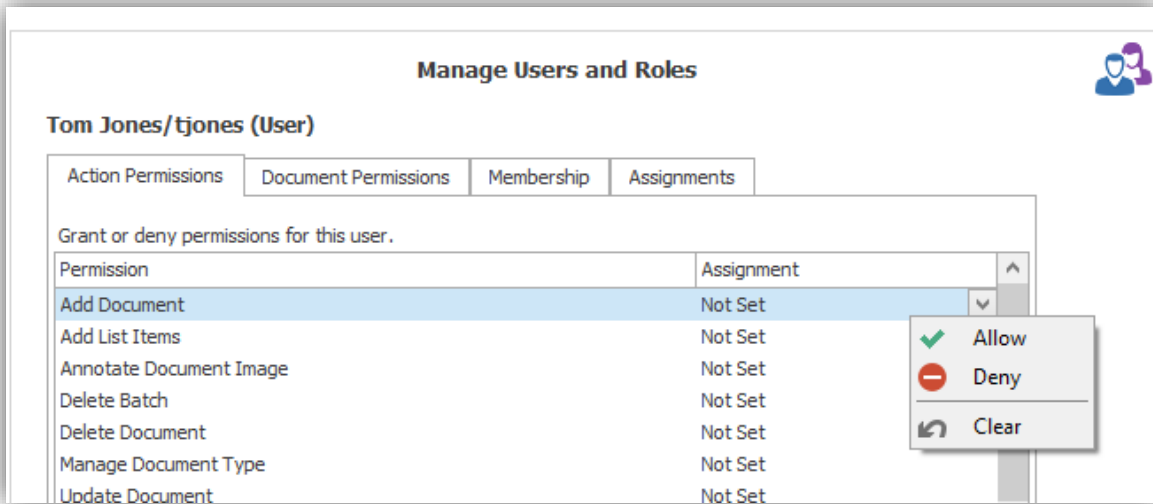 Manage Users and Roles
Tom Jones/tjones (User)
Action Permissions Document Permissions Membership Assignments
Grant or deny permissions for this user.
Permission Assignment
Add Document Not Set
Add List Items Not Set
Allow
Annotate Document Image Not Set
Deny
Delete Batch Not Set
Delete Document Not Set
Clear
Manage Document Type Not Set
Update Document Not Set